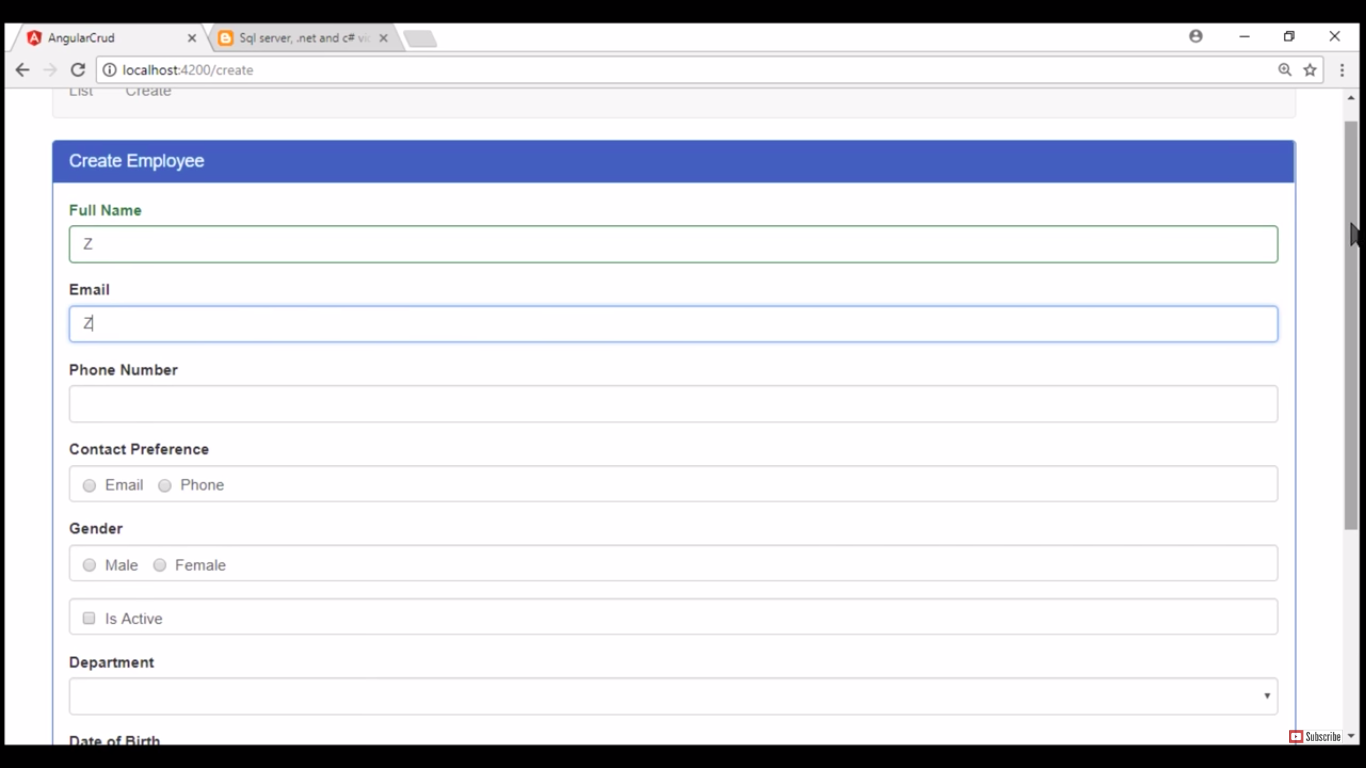 AngularCrud
Sql server, .net and c# vi
localhost:4200/create
List Create
Create Employee
Full Name
Z
Email
Z
Phone Number
Contact Preference
Email Phone
Gender
Male Female
Is Active
Department
Date of Birth
Subscribe